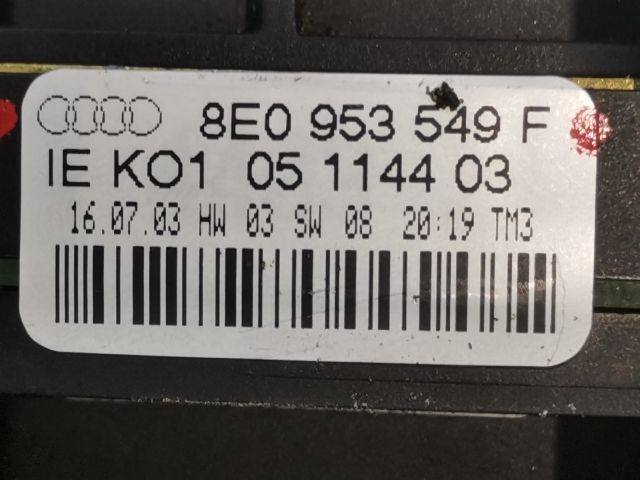 8E0 953 549 F
IE KO1 05 1144 03
16.07.03 HW 03 SW 08 20:19 TM3